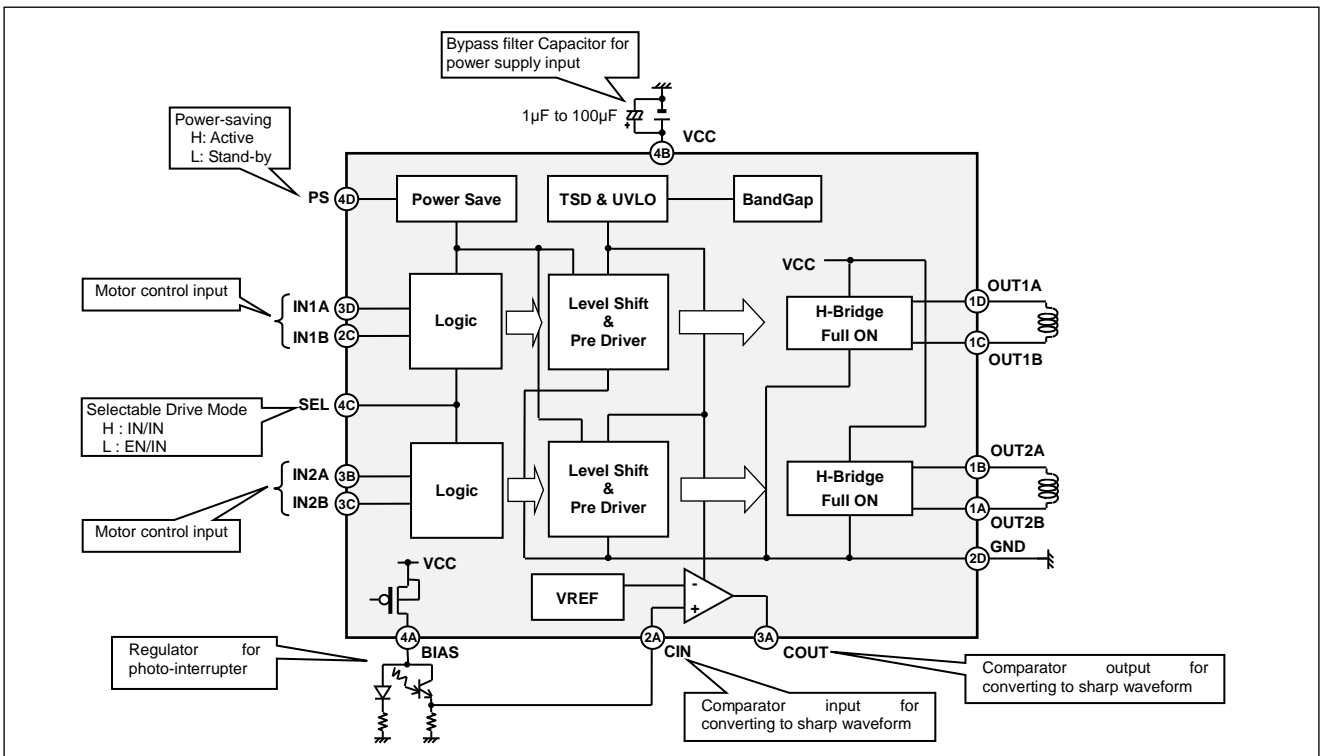 Bypass filter Capacitor for
power supply input
1µF to 100µF
+
VCC
4B
Power-saving
H: Active
L: Stand-by
PS
4D
Power Save
TSD & UVLO
BandGap
Motor control input
IN1A
3D
IN1B
2C
Logic
Level Shift
&
Pre Driver
VCC
H-Bridge
Full ON
OUT1A
1D
1C
OUT1B
Selectable Drive Mode
H : IN/IN
L : EN/IN
SEL
4C
IN2A
3B
IN2B
3C
Logic
Level Shift
&
Pre Driver
H-Bridge
Full ON
OUT2A
1B
1A
OUT2B
Motor control input
GND
2D
VCC
VREF
-
+
4A
BIAS
2A
CIN
3A
COUT
Regulator for
photo-interrupter
Comparator input for
converting to sharp waveform
Comparator output for
converting to sharp waveform